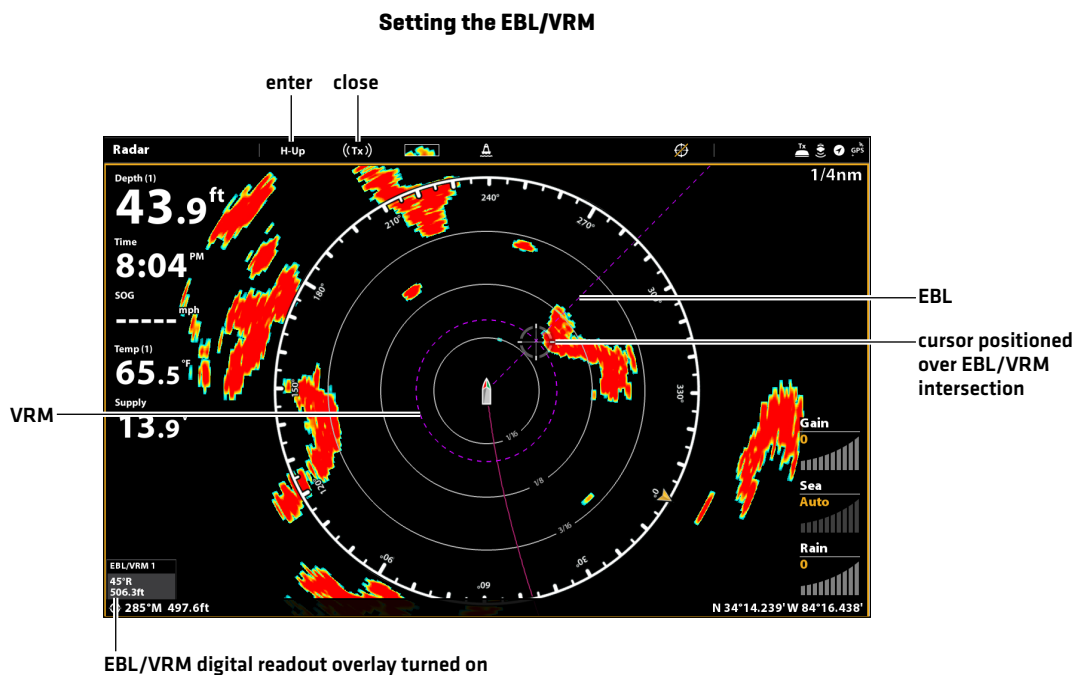 Setting the EBL/VRM
enter close
Radar H-Up ((Tx)) Tx GPS
1/4nm
Depth (1)
43.9 ft
Time
8:04 PM
SOG
----- mph
Temp (1)
65.5 °F
Supply
13.9 V
240°
210°
270°
180°
300°
150°
330°
120°
0°
90°
30°
60°
1/16
1/8
3/16
EBL
cursor positioned
over EBL/VRM
intersection
VRM
Gain
0
Sea
Auto
Rain
0
EBL/VRM 1
45°R
506.3ft
285°M 497.6ft
N 34°14.239' W 84°16.438'
EBL/VRM digital readout overlay turned on